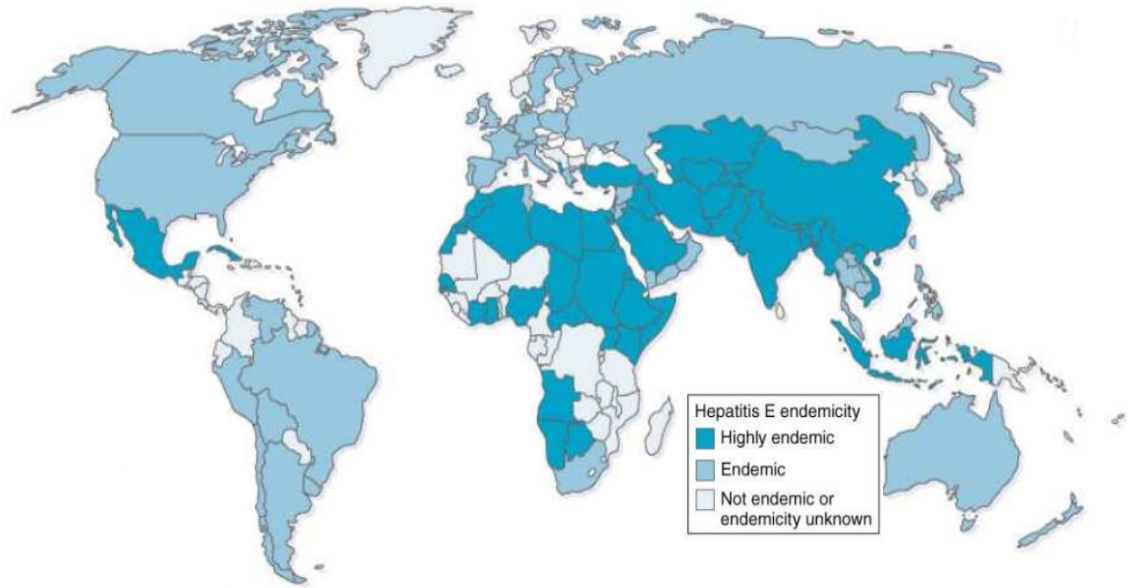 Hepatitis E endemicity
Highly endemic
Endemic
Not endemic or
endemicity unknown